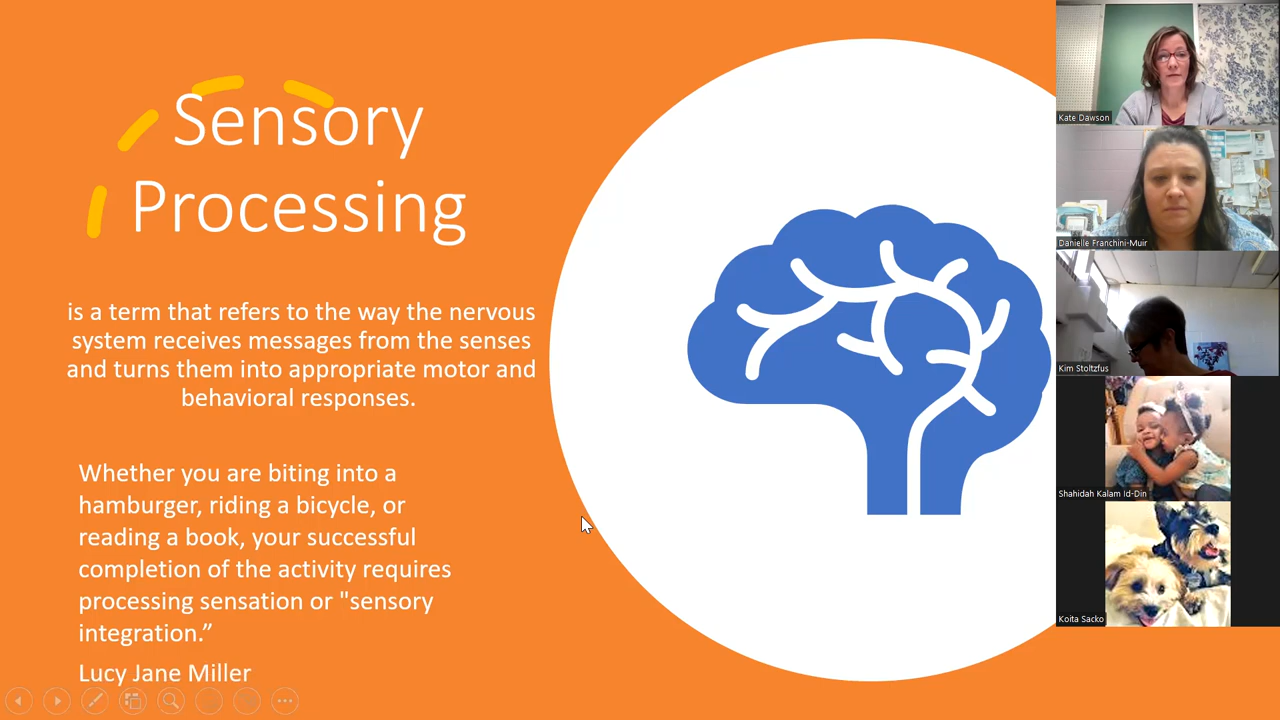 Sensory
Processing
is a term that refers to the way the nervous
system receives messages from the senses
and turns them into appropriate motor and
behavioral responses.
Whether you are biting into a
hamburger, riding a bicycle, or
reading a book, your successful
completion of the activity requires
processing sensation or "sensory
integration.”
Lucy Jane Miller
Kate Dawson
Danielle Franchini-Muir
Kim Stoltzfus
Shahidah Kalam Id-Din
Koita Sacko